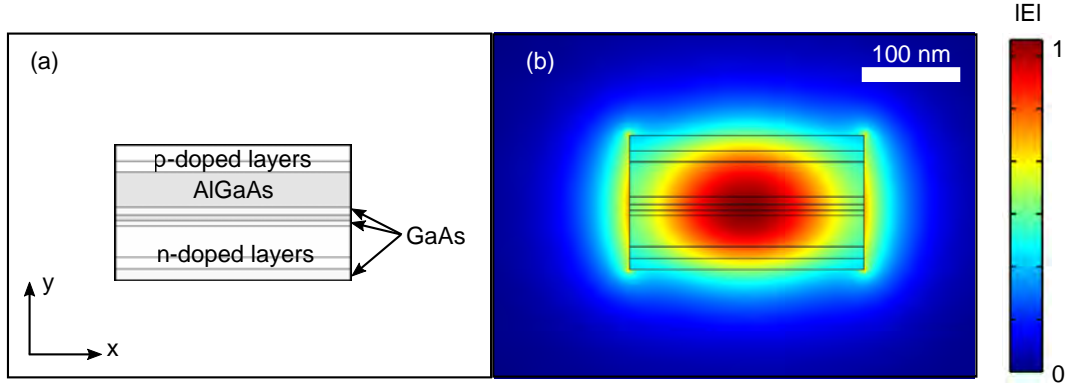 (a)
p-doped layers
AlGaAs
GaAs
n-doped layers
y
x
(b)
100 nm
|E|
1
0